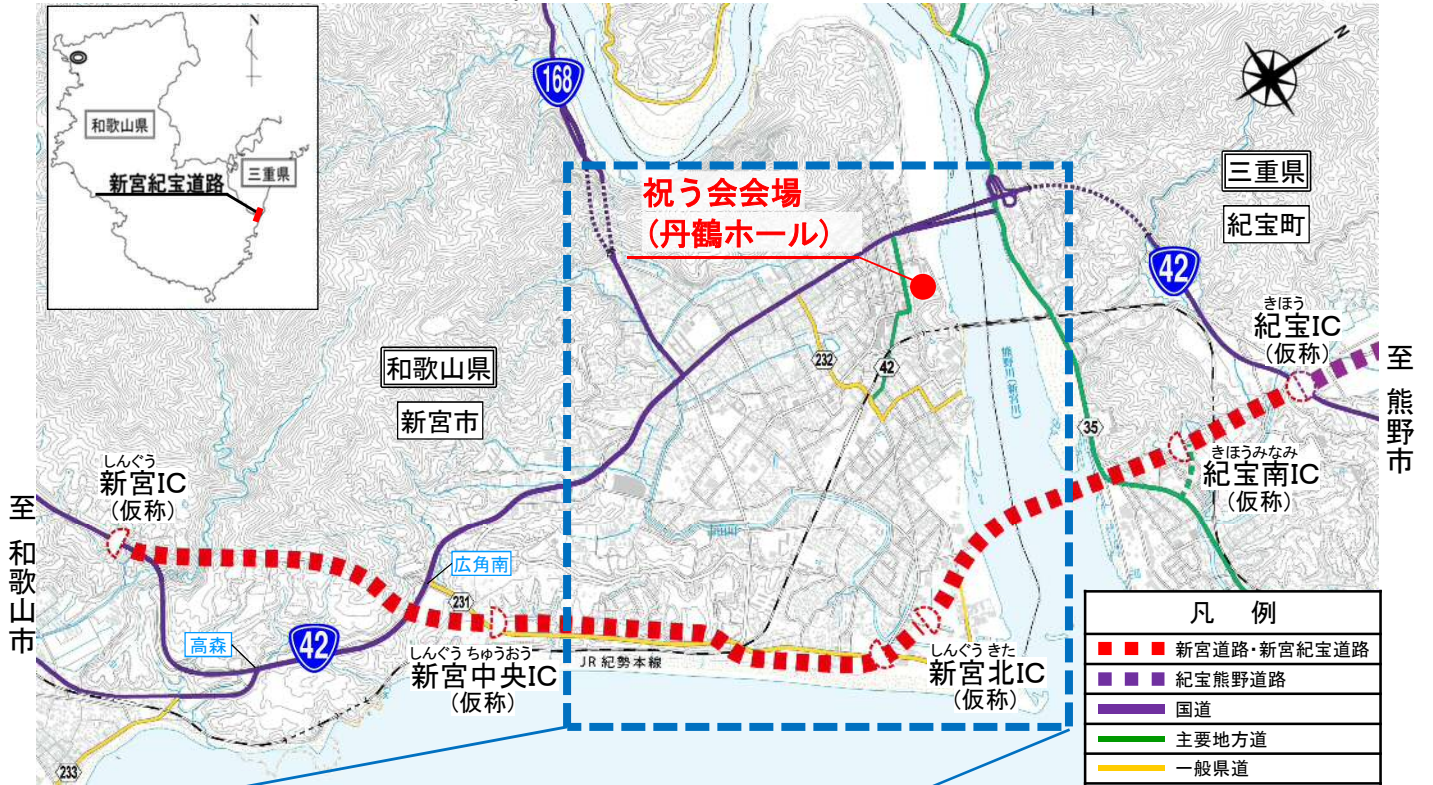 N
和歌山県
三重県
新宮紀宝道路
168
祝う会会場
(丹鶴ホール)
N
三重県
紀宝町
42
きほう
紀宝IC
(仮称)
至 熊野市
和歌山県
新宮市
232
42
熊野川(新宮川)
35
きほうみなみ
紀宝南IC
(仮称)
しんぐう
新宮IC
(仮称)
至 和歌山市
広角南
231
高森
42
しんぐう ちゅうおう
新宮中央IC
(仮称)
JR紀勢本線
しんぐう きた
新宮北IC
(仮称)
233
凡 例
新宮道路・新宮紀宝道路
紀宝熊野道路
国道
主要地方道
一般県道